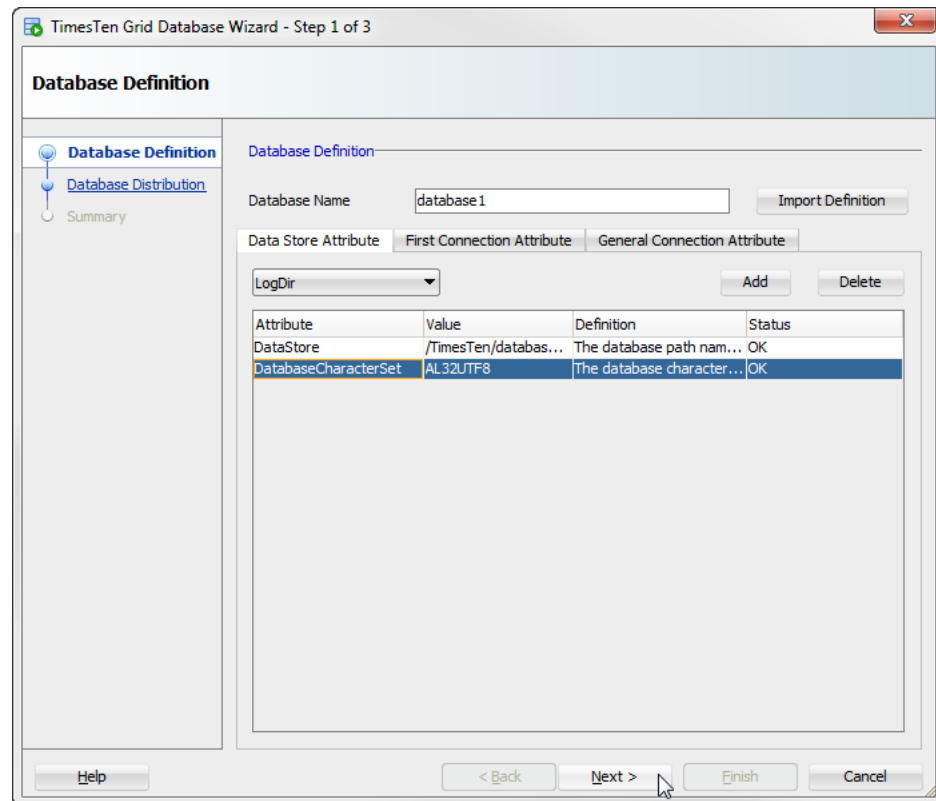 TimesTen Grid Database Wizard - Step 1 of 3
Database Definition
Database Definition
Database Distribution
Summary
Database Definition
Database Name database1 Import Definition
Data Store Attribute First Connection Attribute General Connection Attribute
LogDir Add Delete
Attribute Value Definition Status
DataStore /TimesTen/databas... The database path nam... OK
DatabaseCharacterSet AL32UTF8 The database character... OK
Help < Back Next > Finish Cancel